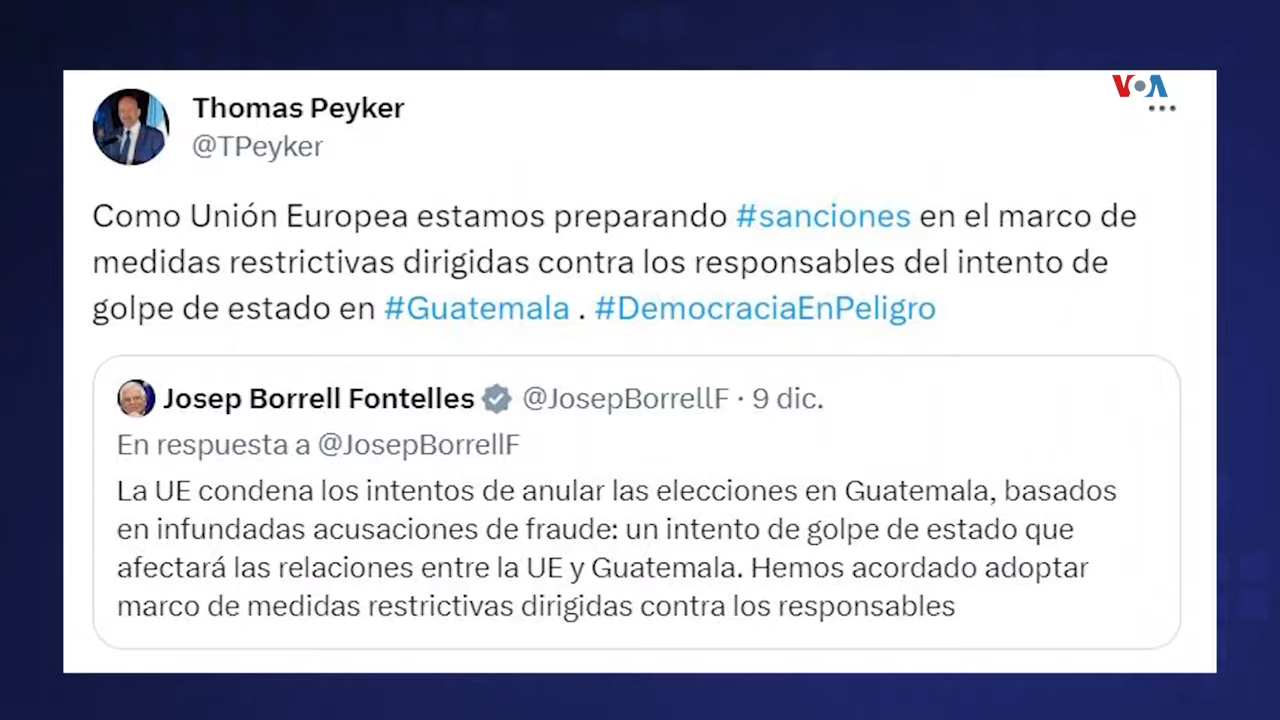 VOA
Thomas Peyker
@TPeyker
Como Unión Europea estamos preparando #sanciones en el marco de
medidas restrictivas dirigidas contra los responsables del intento de
golpe de estado en #Guatemala . #DemocraciaEnPeligro
Josep Borrell Fontelles @JosepBorrellF · 9 dic.
En respuesta a @JosepBorrellF
La UE condena los intentos de anular las elecciones en Guatemala, basados
en infundadas acusaciones de fraude: un intento de golpe de estado que
afectará las relaciones entre la UE y Guatemala. Hemos acordado adoptar
marco de medidas restrictivas dirigidas contra los responsables